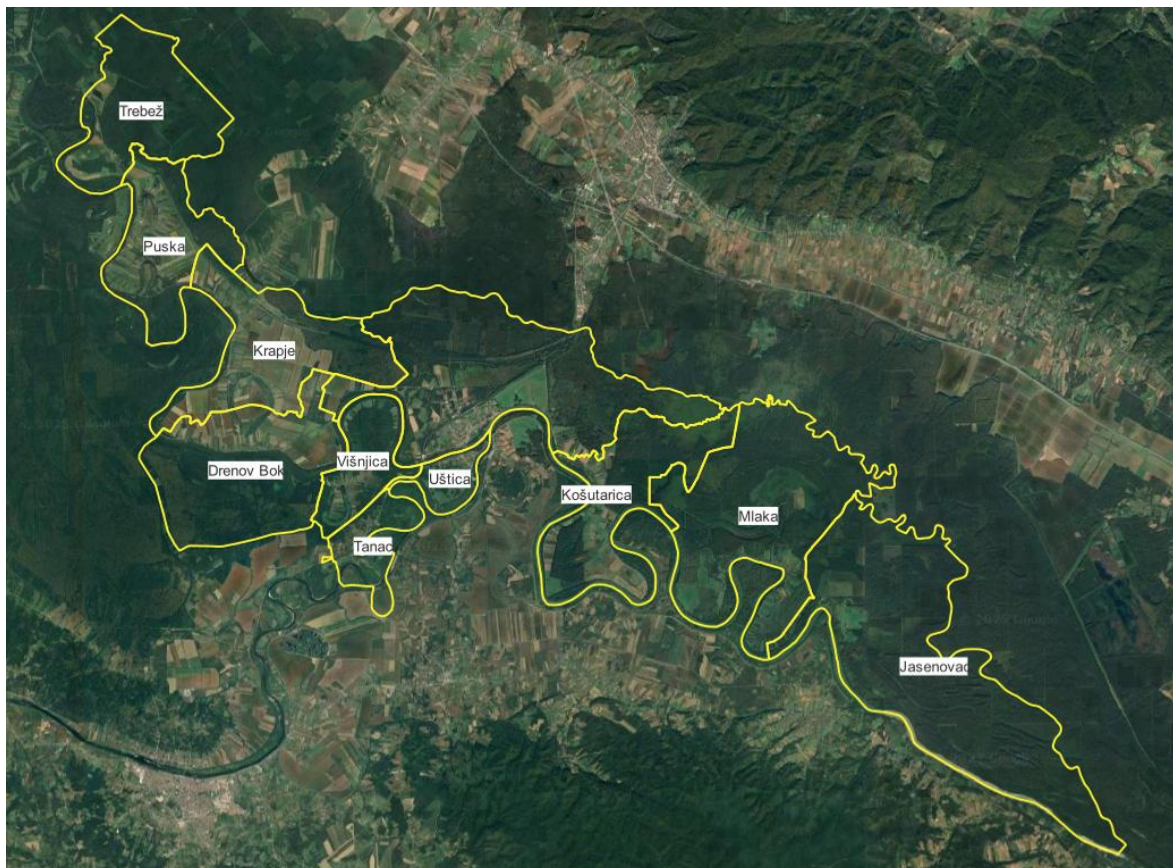 Trebež
Puska
Krapje
Drenov Bok
Višnjica
Uštica
Košutarica
Tanac
Mlaka
Jasenovac